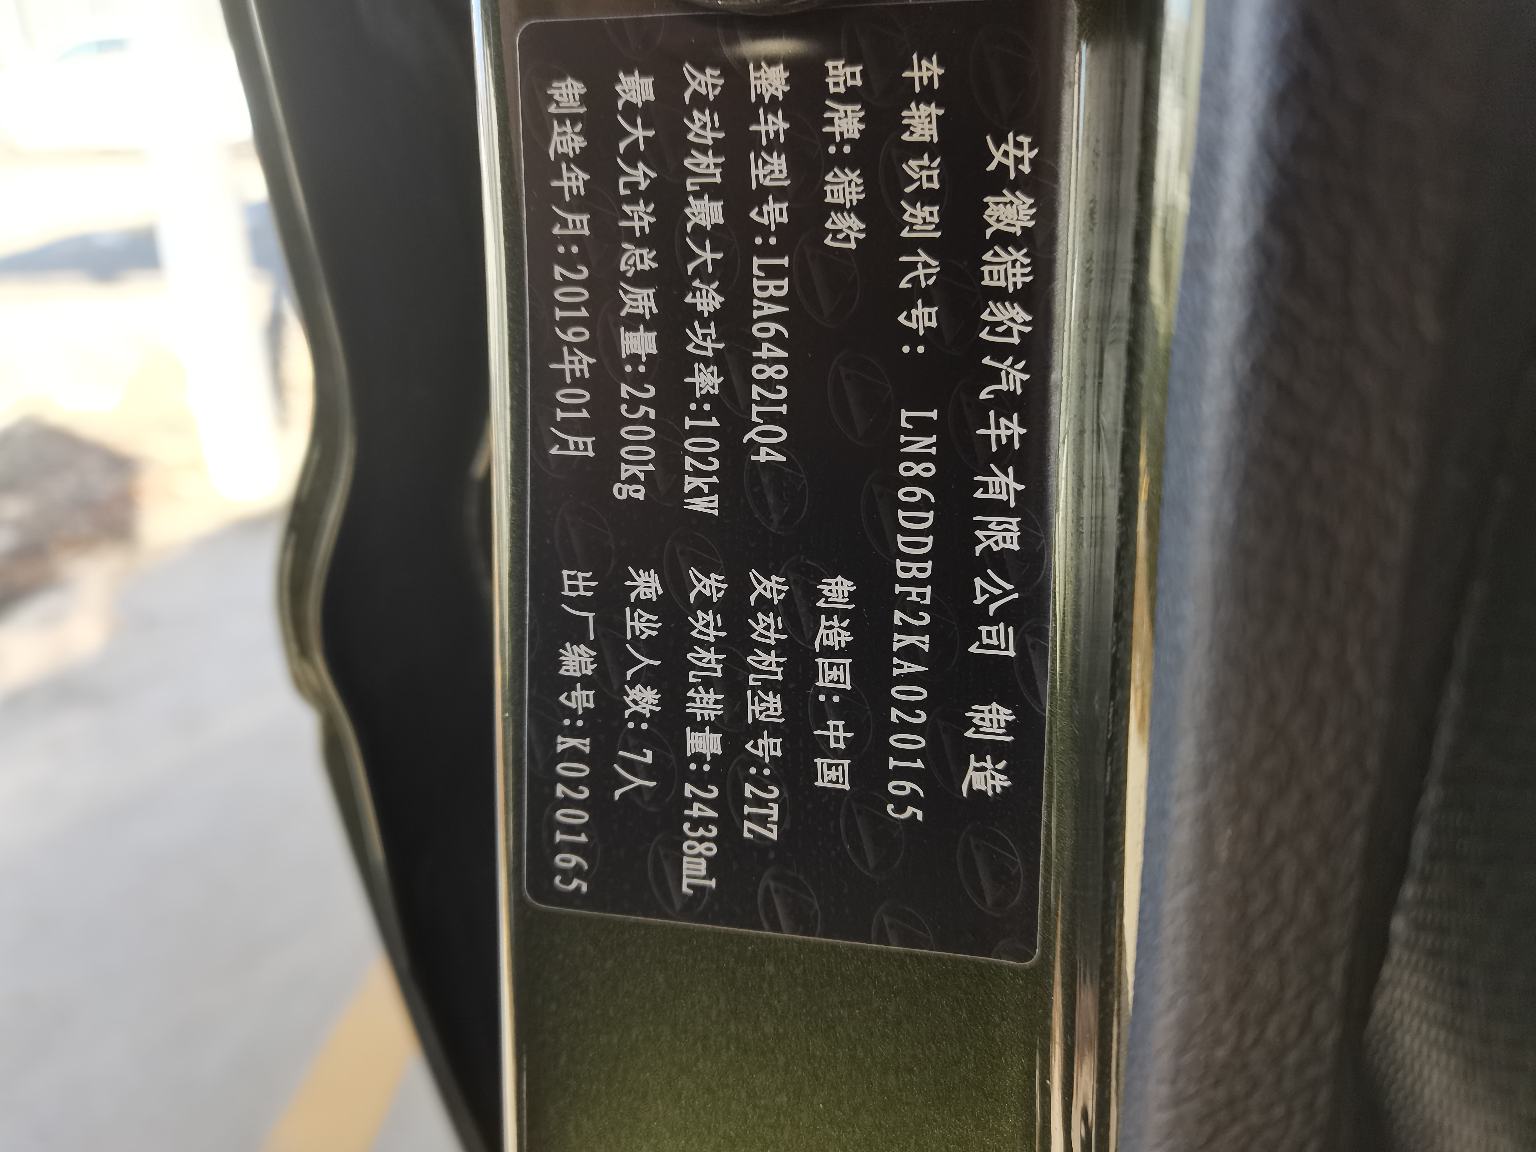 安徽猎豹汽车有限公司 制造
车辆识别代号: LN86DDBF2KA020165
品牌:猎豹 制造国:中国
整车型号:LBA6482LQ4 发动机型号:2TZ
发动机最大净功率:102kW 发动机排量:2438mL
最大允许总质量:2500kg 乘坐人数:7人
制造年月:2019年01月 出厂编号:K020165